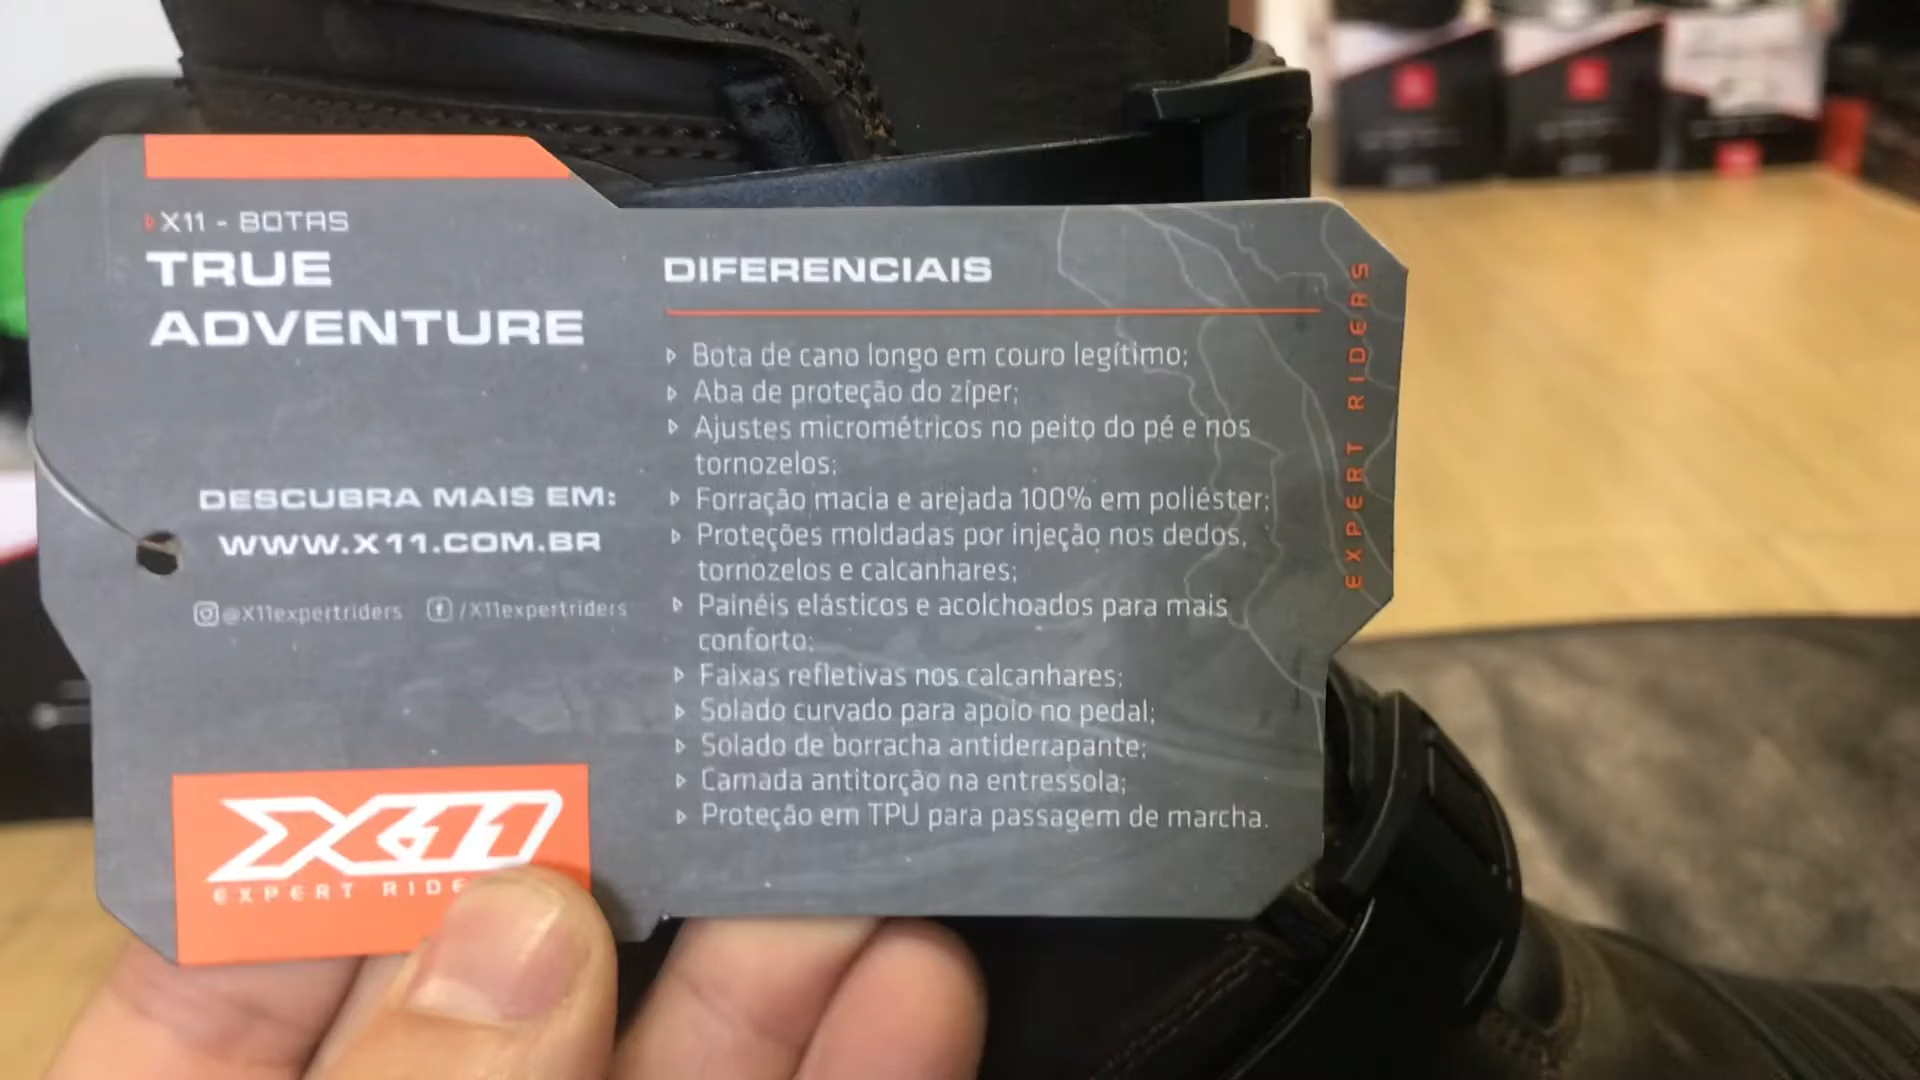 X11 - BOTAS
TRUE
ADVENTURE
DESCUBRA MAIS EM:
WWW.X11.COM.BR
@X11expertriders /X11expertriders
X11
EXPERT RIDE
DIFERENCIAIS
Bota de cano longo em couro legítimo;
Aba de proteção do zíper;
Ajustes micrométricos no peito do pé e nos
tornozelos;
Forração macia e arejada 100% em poliéster;
Proteções moldadas por injeção nos dedos,
tornozelos e calcanhares;
Painéis elásticos e acolchoados para mais
conforto;
Faixas refletivas nos calcanhares;
Solado curvado para apoio no pedal;
Solado de borracha antiderrapante;
Camada antitorção na entressola;
Proteção em TPU para passagem de marcha.
EXPERT RIDERS